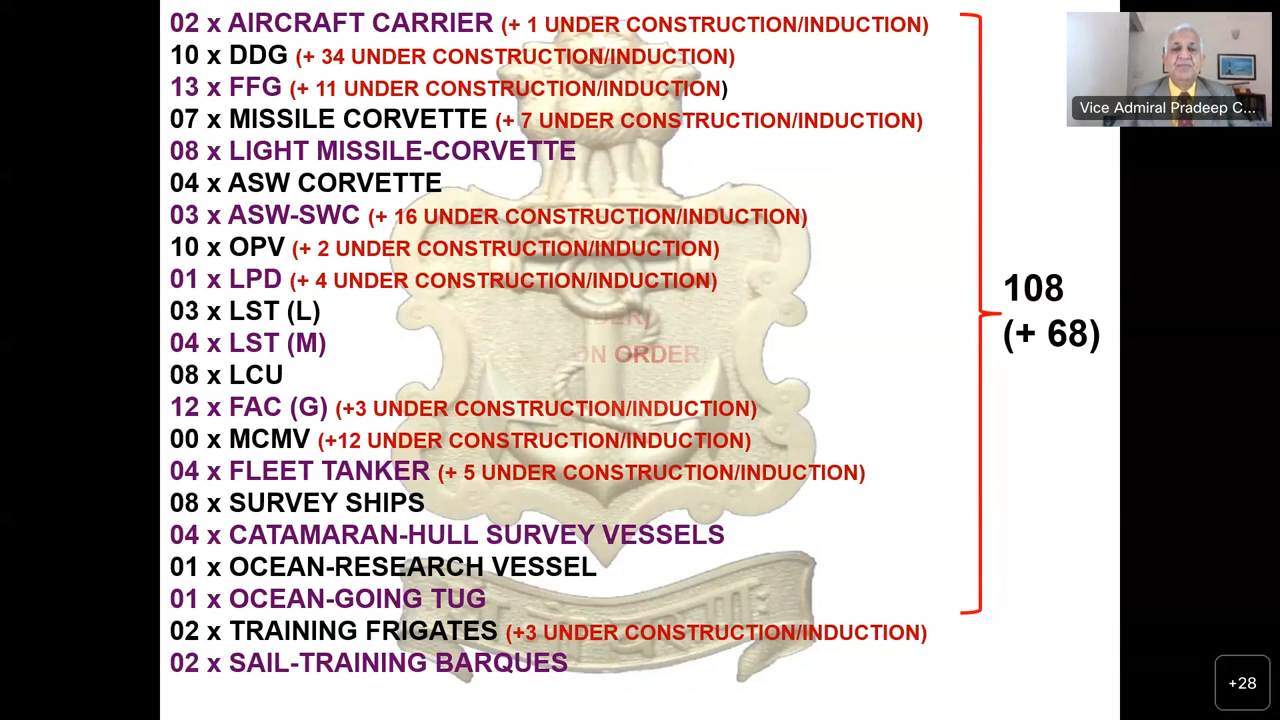 02 x AIRCRAFT CARRIER (+ 1 UNDER CONSTRUCTION/INDUCTION)
10 x DDG (+ 34 UNDER CONSTRUCTION/INDUCTION)
13 x FFG (+ 11 UNDER CONSTRUCTION/INDUCTION)
07 x MISSILE CORVETTE (+ 7 UNDER CONSTRUCTION/INDUCTION)
08 x LIGHT MISSILE-CORVETTE
04 x ASW CORVETTE
03 x ASW-SWC (+ 16 UNDER CONSTRUCTION/INDUCTION)
10 x OPV (+ 2 UNDER CONSTRUCTION/INDUCTION)
01 x LPD (+ 4 UNDER CONSTRUCTION/INDUCTION)
03 x LST (L)
04 x LST (M)
08 x LCU
12 x FAC (G) (+3 UNDER CONSTRUCTION/INDUCTION)
00 x MCMV (+12 UNDER CONSTRUCTION/INDUCTION)
04 x FLEET TANKER (+ 5 UNDER CONSTRUCTION/INDUCTION)
08 x SURVEY SHIPS
04 x CATAMARAN-HULL SURVEY VESSELS
01 x OCEAN-RESEARCH VESSEL
01 x OCEAN-GOING TUG
02 x TRAINING FRIGATES (+3 UNDER CONSTRUCTION/INDUCTION)
02 x SAIL-TRAINING BARQUES
ON ORDER
108
(+ 68)
Vice Admiral Pradeep C...
+28